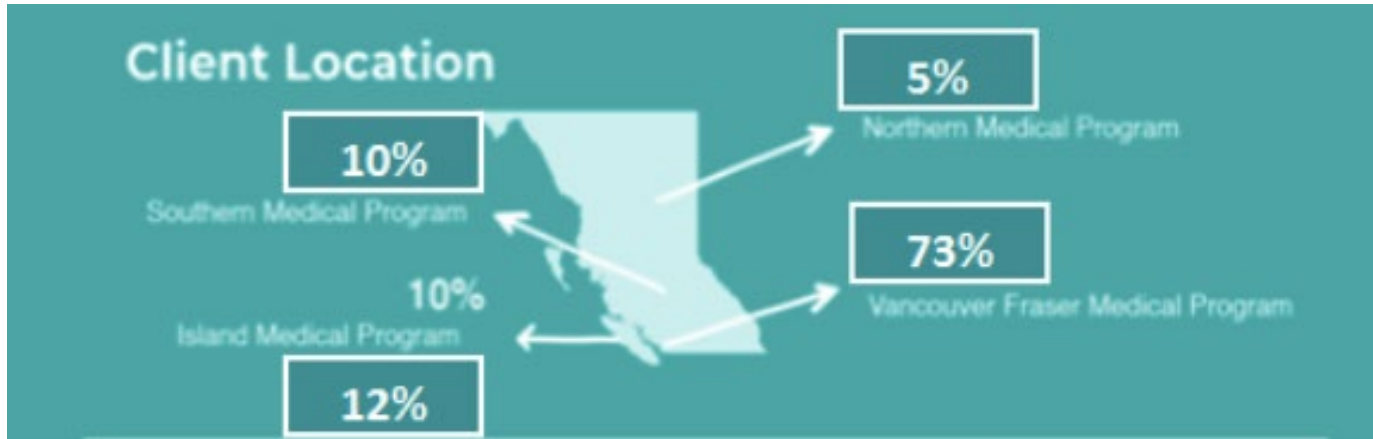 Client Location
5%
Northern Medical Program
10%
Southern Medical Program
73%
Vancouver Fraser Medical Program
10%
Island Medical Program
12%